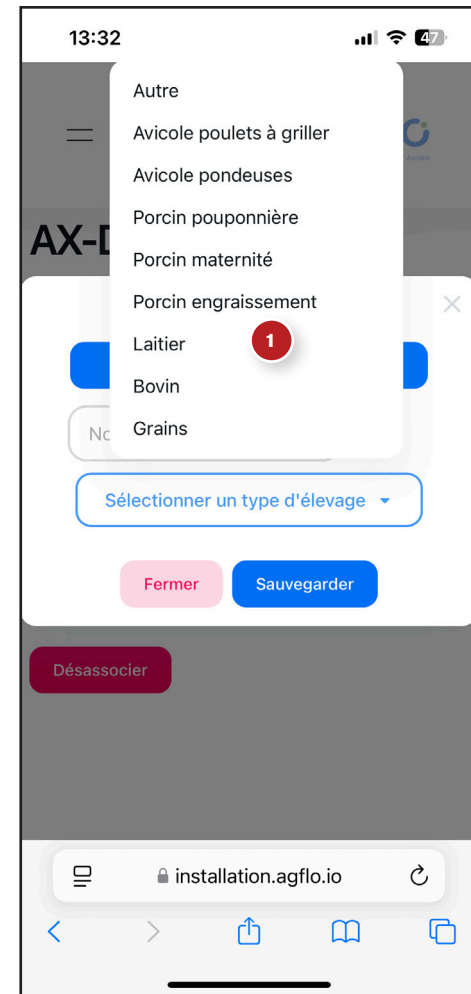 13:32
47
Autre
Avicole poulets à griller
Avicole pondeuses
Porcin pouponnière
Porcin maternité
Porcin engraissement
Laitier
1
Bovin
Grains
AX-
No
Sélectionner un type d'élevage
Fermer
Sauvegarder
Désassocier
installation.agflo.io